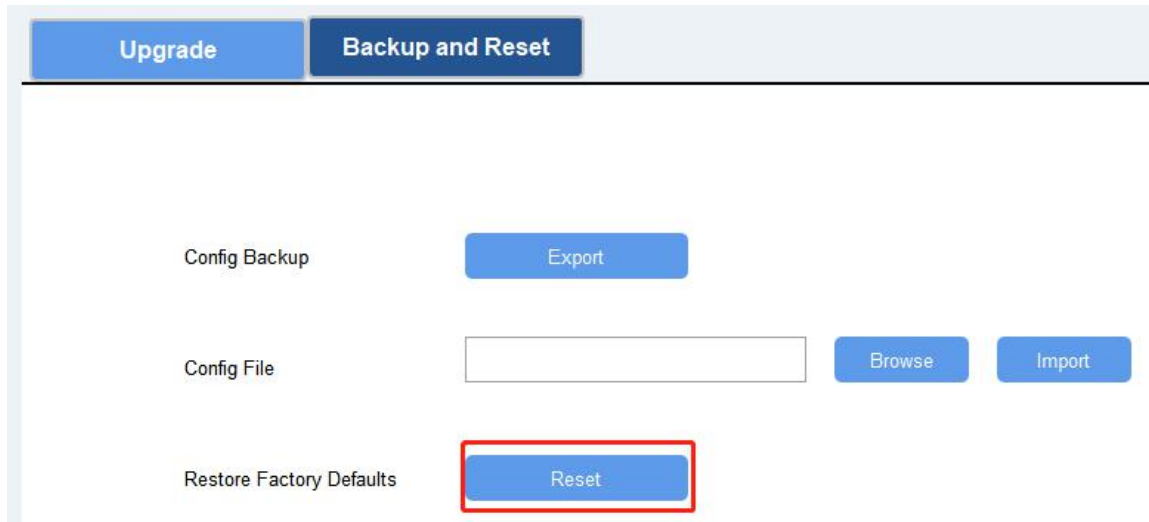 Upgrade
Backup and Reset
Config Backup
Export
Config File
Browse
Import
Restore Factory Defaults
Reset